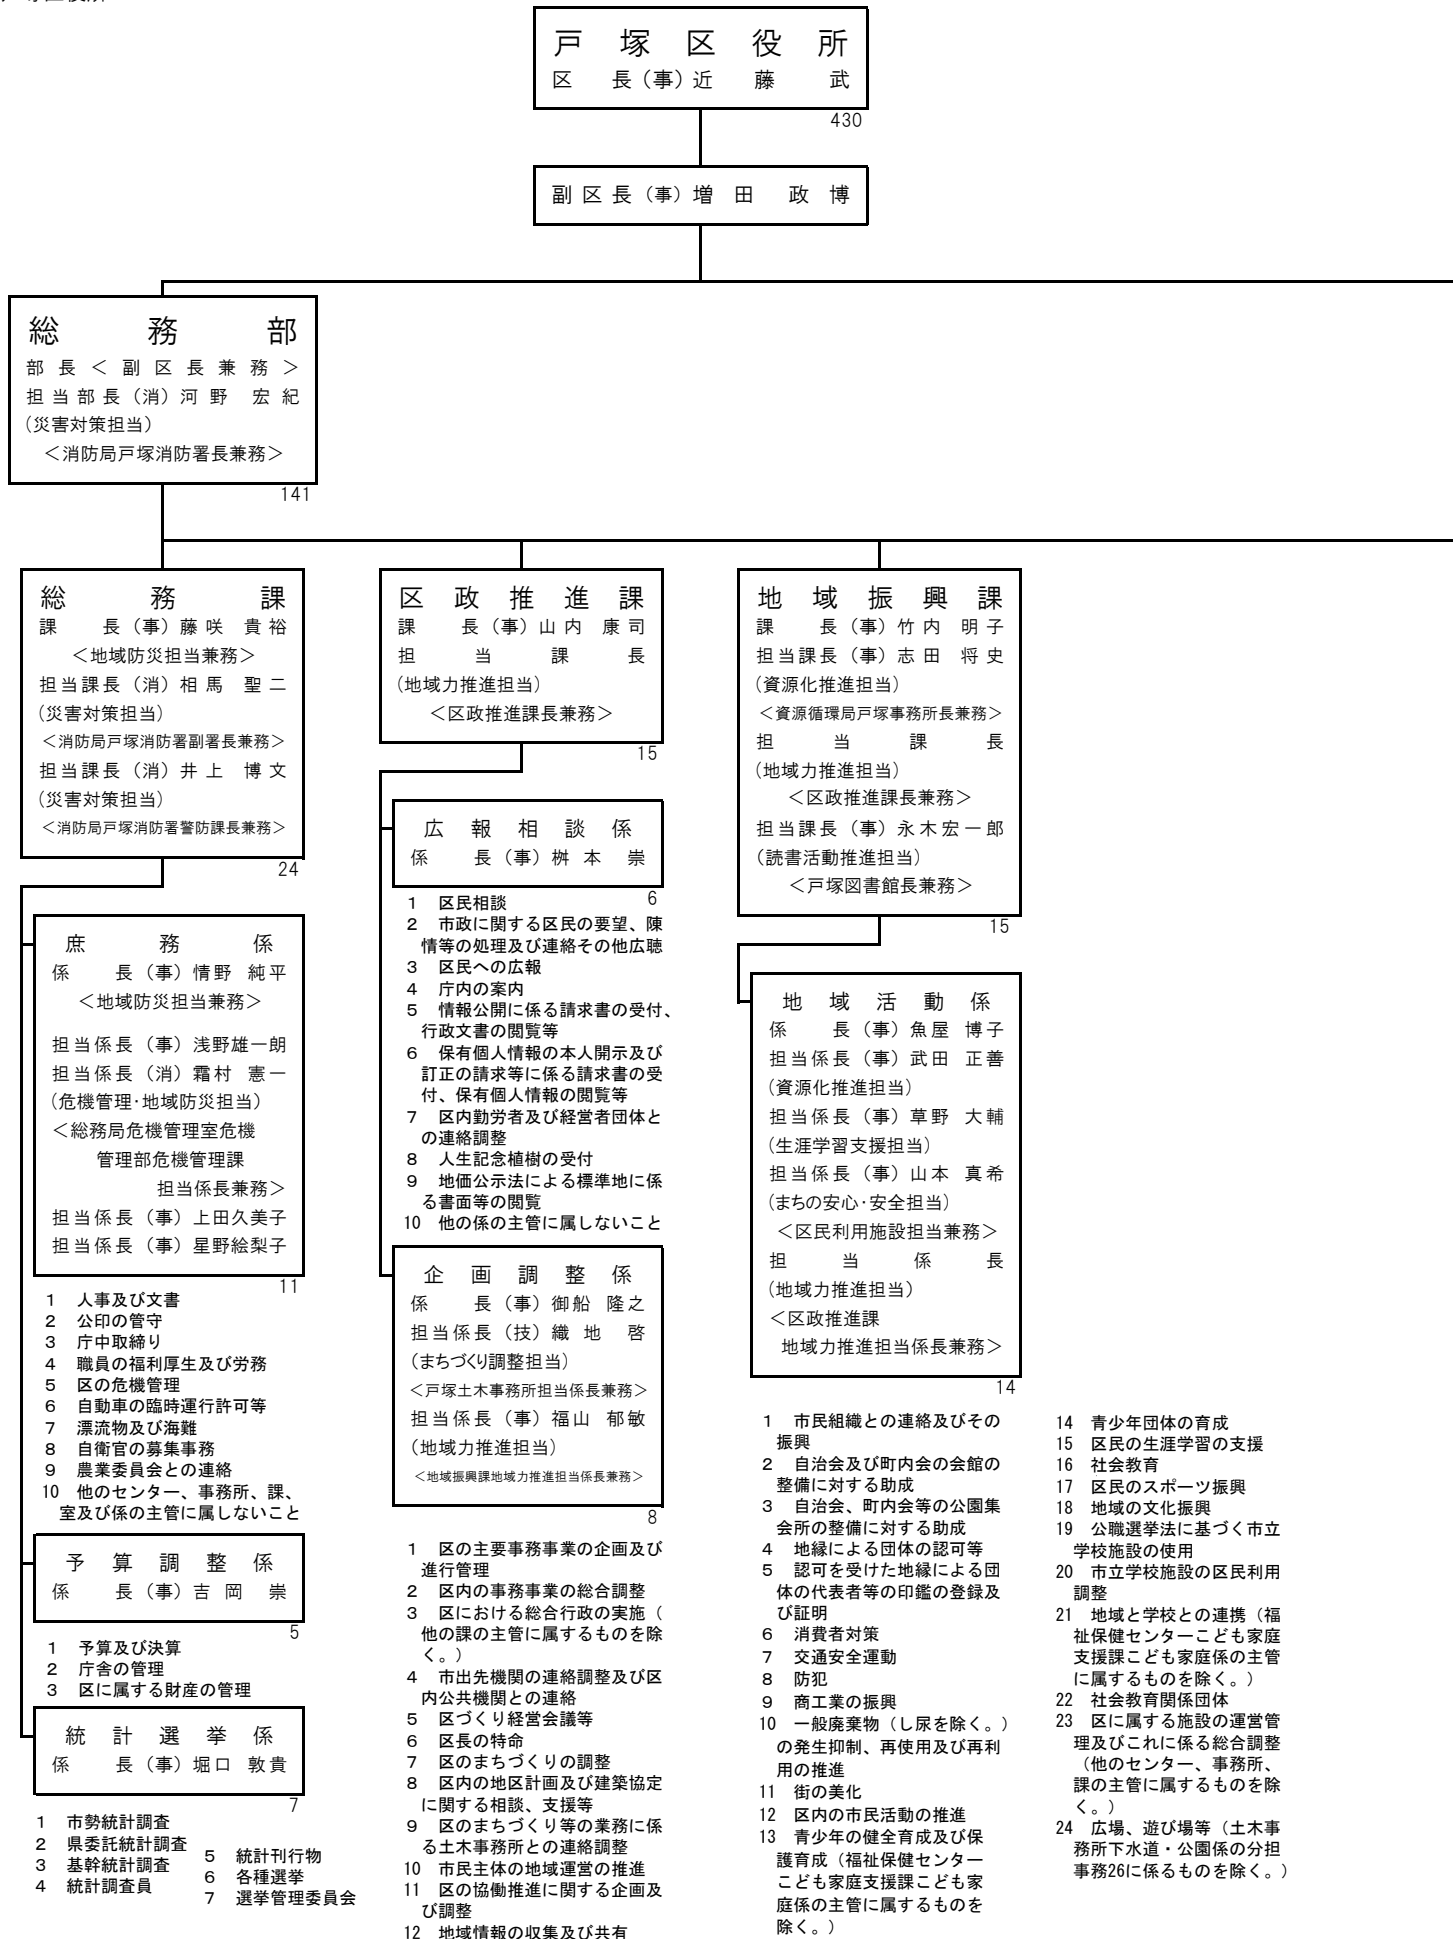 戸塚区役所
区長(事)近藤武
430
副区長(事)増田政博
総務部
部長＜副区長兼務＞
担当部長(消)河野宏紀
(災害対策担当)
＜消防局戸塚消防署長兼務＞
141
総務課
課長(事)藤咲貴裕
＜地域防災担当兼務＞
担当課長(消)相馬聖二
(災害対策担当)
＜消防局戸塚消防署副署長兼務＞
担当課長(消)井上博文
(災害対策担当)
＜消防局戸塚消防署警防課長兼務＞
24
庶務係
係長(事)情野純平
＜地域防災担当兼務＞
担当係長(事)浅野雄一朗
担当係長(消)霜村憲一
(危機管理･地域防災担当)
＜総務局危機管理室危機
管理部危機管理課
担当係長兼務＞
担当係長(事)上田久美子
担当係長(事)星野絵梨子
11
1 人事及び文書
2 公印の管守
3 庁中取締り
4 職員の福利厚生及び労務
5 区の危機管理
6 自動車の臨時運行許可等
7 漂流物及び海難
8 自衛官の募集事務
9 農業委員会との連絡
10 他のセンター、事務所、課、
室及び係の主管に属しないこと
予算調整係
係長(事)吉岡崇
5
1 予算及び決算
2 庁舎の管理
3 区に属する財産の管理
統計選挙係
係長(事)堀口敦貴
7
1 市勢統計調査
2 県委託統計調査
3 基幹統計調査
4 統計調査員
5 統計刊行物
6 各種選挙
7 選挙管理委員会
区政推進課
課長(事)山内康司
担当課長
(地域力推進担当)
＜区政推進課長兼務＞
15
広報相談係
係長(事)桝本崇
6
1 区民相談
2 市政に関する区民の要望、陳
情等の処理及び連絡その他広聴
3 区民への広報
4 庁内の案内
5 情報公開に係る請求書の受付、
行政文書の閲覧等
6 保有個人情報の本人開示及び
訂正の請求等に係る請求書の受
付、保有個人情報の閲覧等
7 区内勤労者及び経営者団体と
の連絡調整
8 人生記念植樹の受付
9 地価公示法による標準地に係
る書面等の閲覧
10 他の係の主管に属しないこと
企画調整係
係長(事)御船隆之
担当係長(技)織地啓
(まちづくり調整担当)
＜戸塚土木事務所担当係長兼務＞
担当係長(事)福山郁敏
(地域力推進担当)
＜地域振興課地域力推進担当係長兼務＞
8
1 区の主要事務事業の企画及び
進行管理
2 区内の事務事業の総合調整
3 区における総合行政の実施（
他の課の主管に属するものを除
く。）
4 市出先機関の連絡調整及び区
内公共機関との連絡
5 区づくり経営会議等
6 区長の特命
7 区のまちづくりの調整
8 区内の地区計画及び建築協定
に関する相談、支援等
9 区のまちづくり等の業務に係
る土木事務所との連絡調整
10 市民主体の地域運営の推進
11 区の協働推進に関する企画及
び調整
12 地域情報の収集及び共有
地域振興課
課長(事)竹内明子
担当課長(事)志田将史
(資源化推進担当)
＜資源循環局戸塚事務所長兼務＞
担当課長
(地域力推進担当)
＜区政推進課長兼務＞
担当課長(事)永木宏一郎
(読書活動推進担当)
＜戸塚図書館長兼務＞
15
地域活動係
係長(事)魚屋博子
担当係長(事)武田正善
(資源化推進担当)
担当係長(事)草野大輔
(生涯学習支援担当)
担当係長(事)山本真希
(まちの安心･安全担当)
＜区民利用施設担当兼務＞
担当係長
(地域力推進担当)
＜区政推進課
地域力推進担当係長兼務＞
14
1 市民組織との連絡及びその
振興
2 自治会及び町内会の会館の
整備に対する助成
3 自治会、町内会等の公園集
会所の整備に対する助成
4 地縁による団体の認可等
5 認可を受けた地縁による団
体の代表者等の印鑑の登録及
び証明
6 消費者対策
7 交通安全運動
8 防犯
9 商工業の振興
10 一般廃棄物（し尿を除く。）
の発生抑制、再使用及び再利
用の推進
11 街の美化
12 区内の市民活動の推進
13 青少年の健全育成及び保
護育成（福祉保健センター
こども家庭支援課こども家
庭係の主管に属するものを
除く。）
14 青少年団体の育成
15 区民の生涯学習の支援
16 社会教育
17 区民のスポーツ振興
18 地域の文化振興
19 公職選挙法に基づく市立
学校施設の使用
20 市立学校施設の区民利用
調整
21 地域と学校との連携（福
祉保健センターこども家庭
支援課こども家庭係の主管
に属するものを除く。）
22 社会教育関係団体
23 区に属する施設の運営管
理及びこれに係る総合調整
（他のセンター、事務所、
課の主管に属するものを除
く。）
24 広場、遊び場等（土木事
務所下水道・公園係の分担
事務26に係るものを除く。）